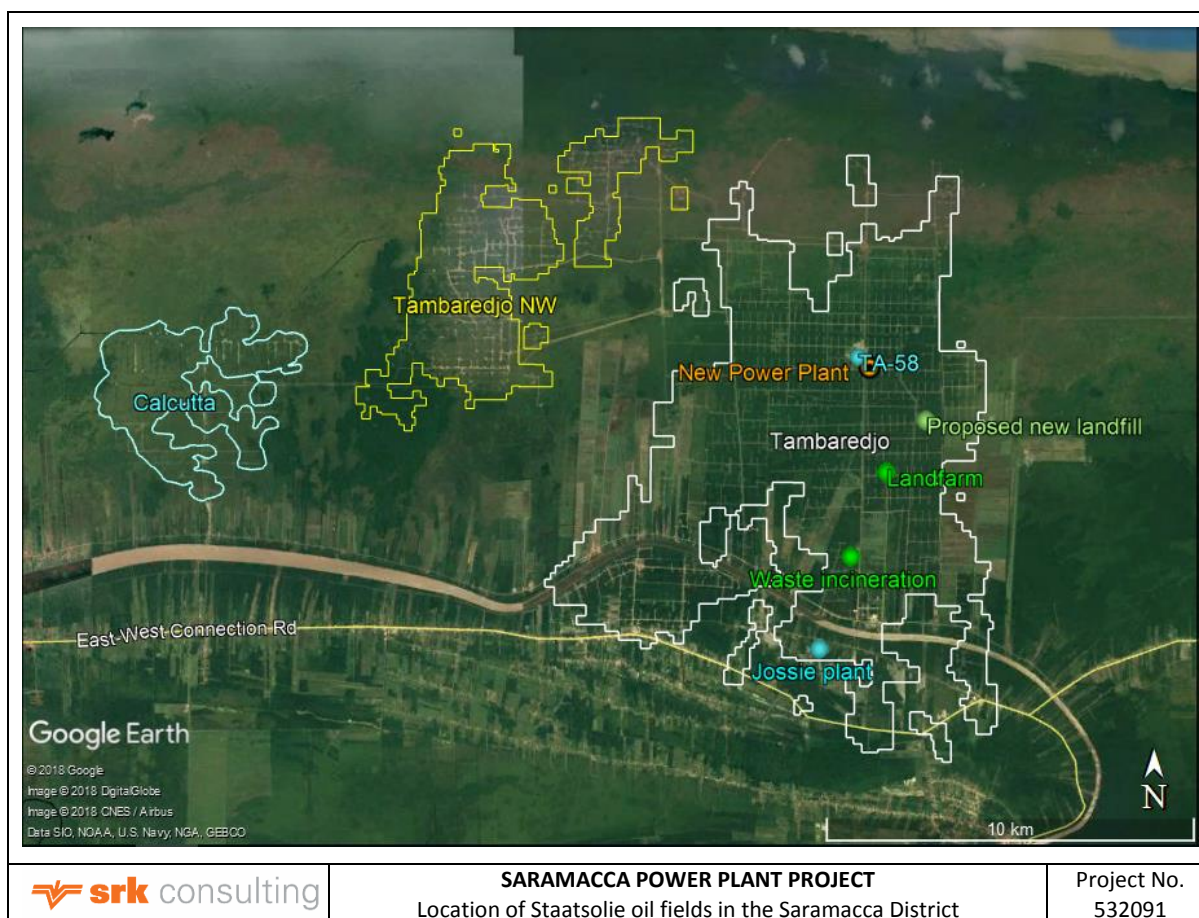 Tambaredjo NW
Calcutta
New Power Plant
TA-58
Proposed new landfill
Tambaredjo
Landfarm
Waste incineration
East-West Connection Rd
Jossie plant
Google Earth
© 2018 Google
Image © 2018 DigitalGlobe
Image © 2018 CNES / Airbus
Data SIO, NOAA, U.S. Navy, NGA, GEBCO
N
10 km
srk consulting
SARAMACCA POWER PLANT PROJECT
Location of Staatsolie oil fields in the Saramacca District
Project No.
532091